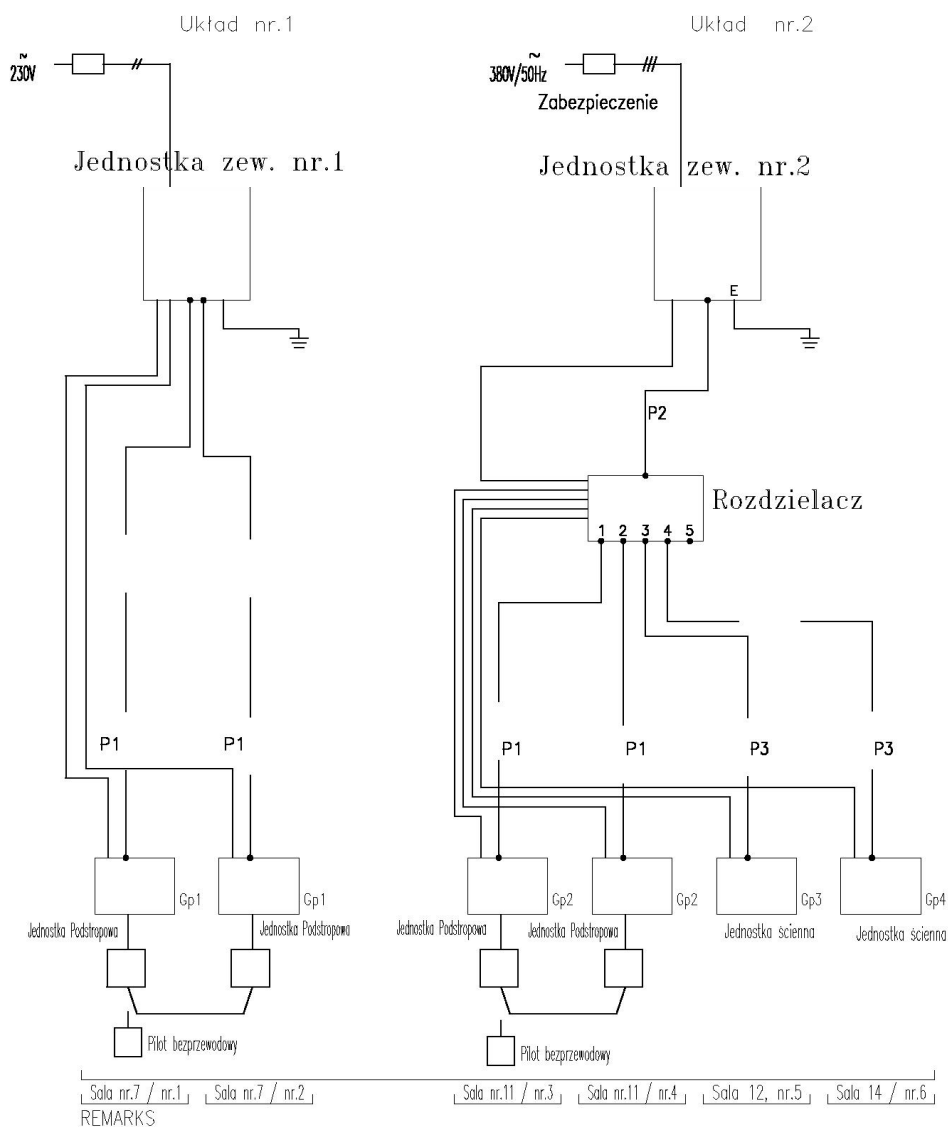 Układ nr.1
Układ nr.2
~
230V
~
380V/50Hz
Zabezpieczenie
Jednostka zew. nr.1
Jednostka zew. nr.2
E
P2
Rozdzielacz
1 2 3 4 5
P1
P1
P1
P1
P3
P3
Gp1
Gp1
Gp2
Gp2
Gp3
Gp4
Jednostka Podstropowa
Jednostka Podstropowa
Jednostka Podstropowa
Jednostka Podstropowa
Jednostka ścienna
Jednostka ścienna
Pilot bezprzewodowy
Pilot bezprzewodowy
Sala nr.7 / nr.1
Sala nr.7 / nr.2
Sala nr.11 / nr.3
Sala nr.11 / nr.4
Sala 12, nr.5
Sala 14 / nr.6
REMARKS